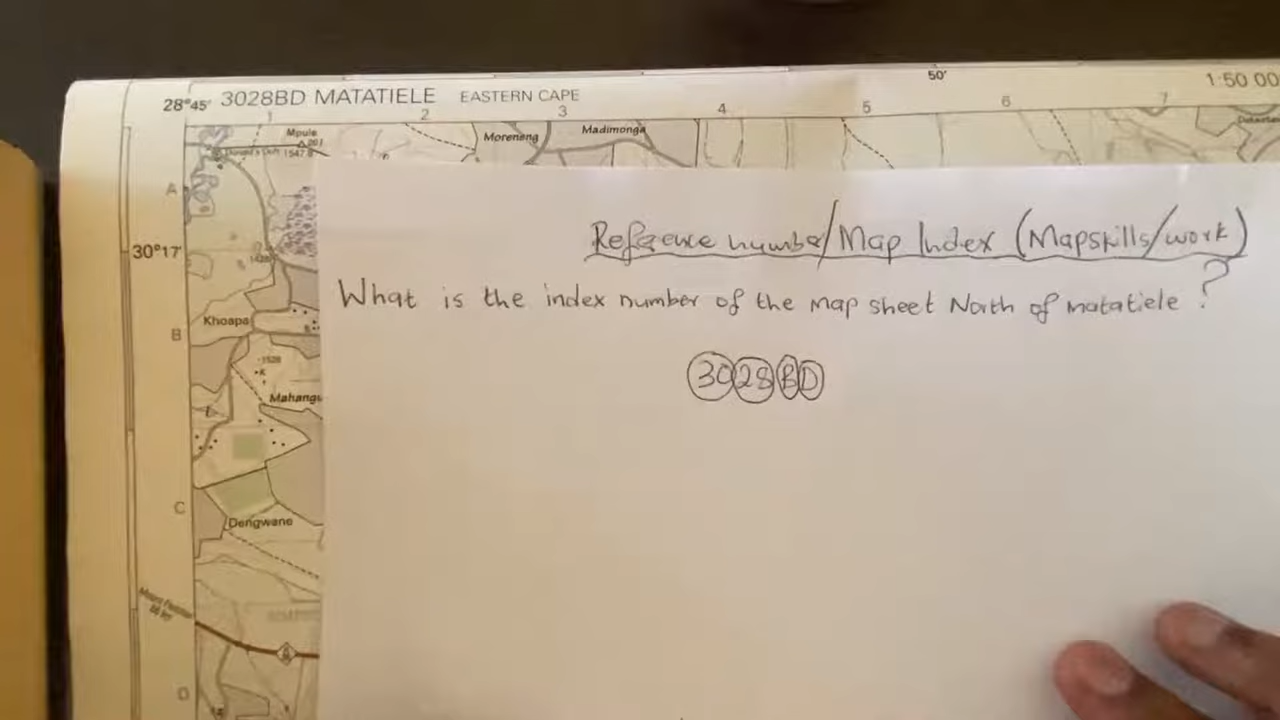 50'
28°45' 3028BD MATATIELE EASTERN CAPE 1:50 00
1 2 3 4 5 6 7
Mpule
Moreneng
Madimonga
A
30°17'
Reference number/Map Index (Mapskills/work)
What is the index number of the map sheet North of matatiele ?
3028BD
Khoapa
B
1528
Mahangu
C
Dengwane
D